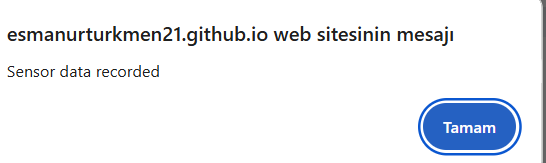 esmanurturkmen21.github.io web sitesinin mesajı
Sensor data recorded
Tamam